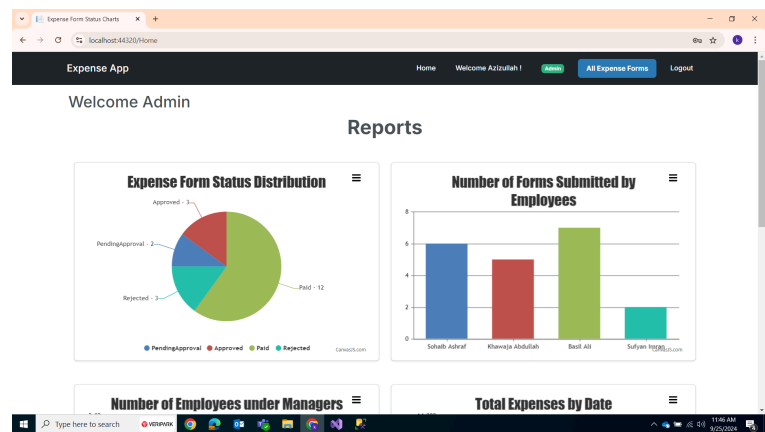 Expense Form Status Charts
localhost:44320/Home
k
Expense App
Home
Welcome Azizullah !
Admin
All Expense Forms
Logout
Welcome Admin
Reports
Expense Form Status Distribution
Approved - 3
PendingApproval - 2
Rejected - 3
Paid - 12
PendingApproval
Approved
Paid
Rejected
CanvasJS.com
Number of Forms Submitted by
Employees
8
6
4
2
0
Sohaib Ashraf
Khawaja Abdullah
Basit Ali
Sufyan Imran
CanvasJS.com
Number of Employees under Managers
Total Expenses by Date
Type here to search
VERIPARK
11:46 AM
9/25/2024